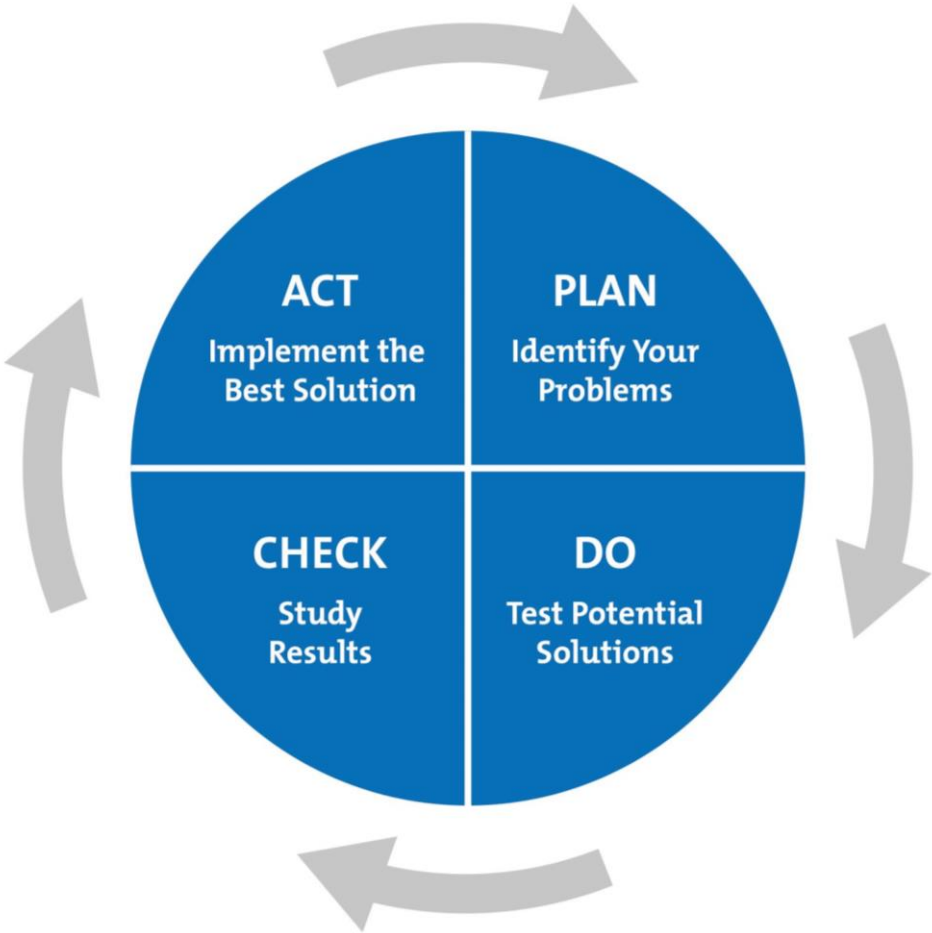 ACT
Implement the
Best Solution
PLAN
Identify Your
Problems
CHECK
Study
Results
DO
Test Potential
Solutions